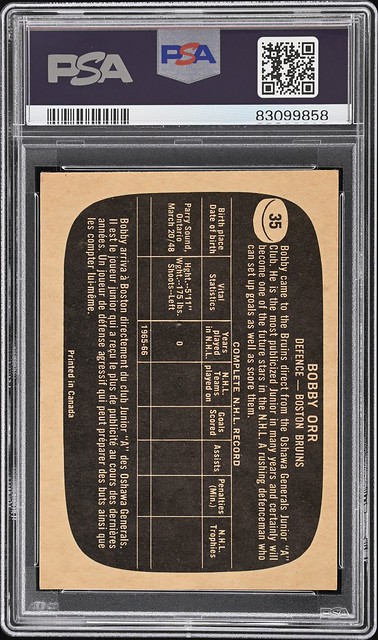 PSA
PSA
83099858
35
BOBBY ORR
DEFENCE — BOSTON BRUINS
Bobby came to the Bruins direct from the Oshawa Generals Junior "A"
Club. He is the most publicized Junior in many years and certainly will
become one of the future stars in the N.H.L. A rushing defenceman who
can set up goals as well as score them.
COMPLETE N.H.L. RECORD
Birth place
Date of birth
Vital
Statistics
Years
played
in N.H.L.
N.H.L.
Teams
played on
Goals
Scored
Assists
Penalties
(Mins)
N.H.L.
Trophies
Parry Sound,
Ontario
March 20/48
Hght.–5'11"
Wght.–175 lbs.
Shoots–Left
0
1965-66
Bobby arriva à Boston directement du club Junior "A" des Oshawa Generals.
Il est le joueur junior qui a reçu le plus de publicité au cours des dernières
années. Un joueur de défense agressif qui peut préparer des buts ainsi que
les compter lui-même.
Printed in Canada
PSA